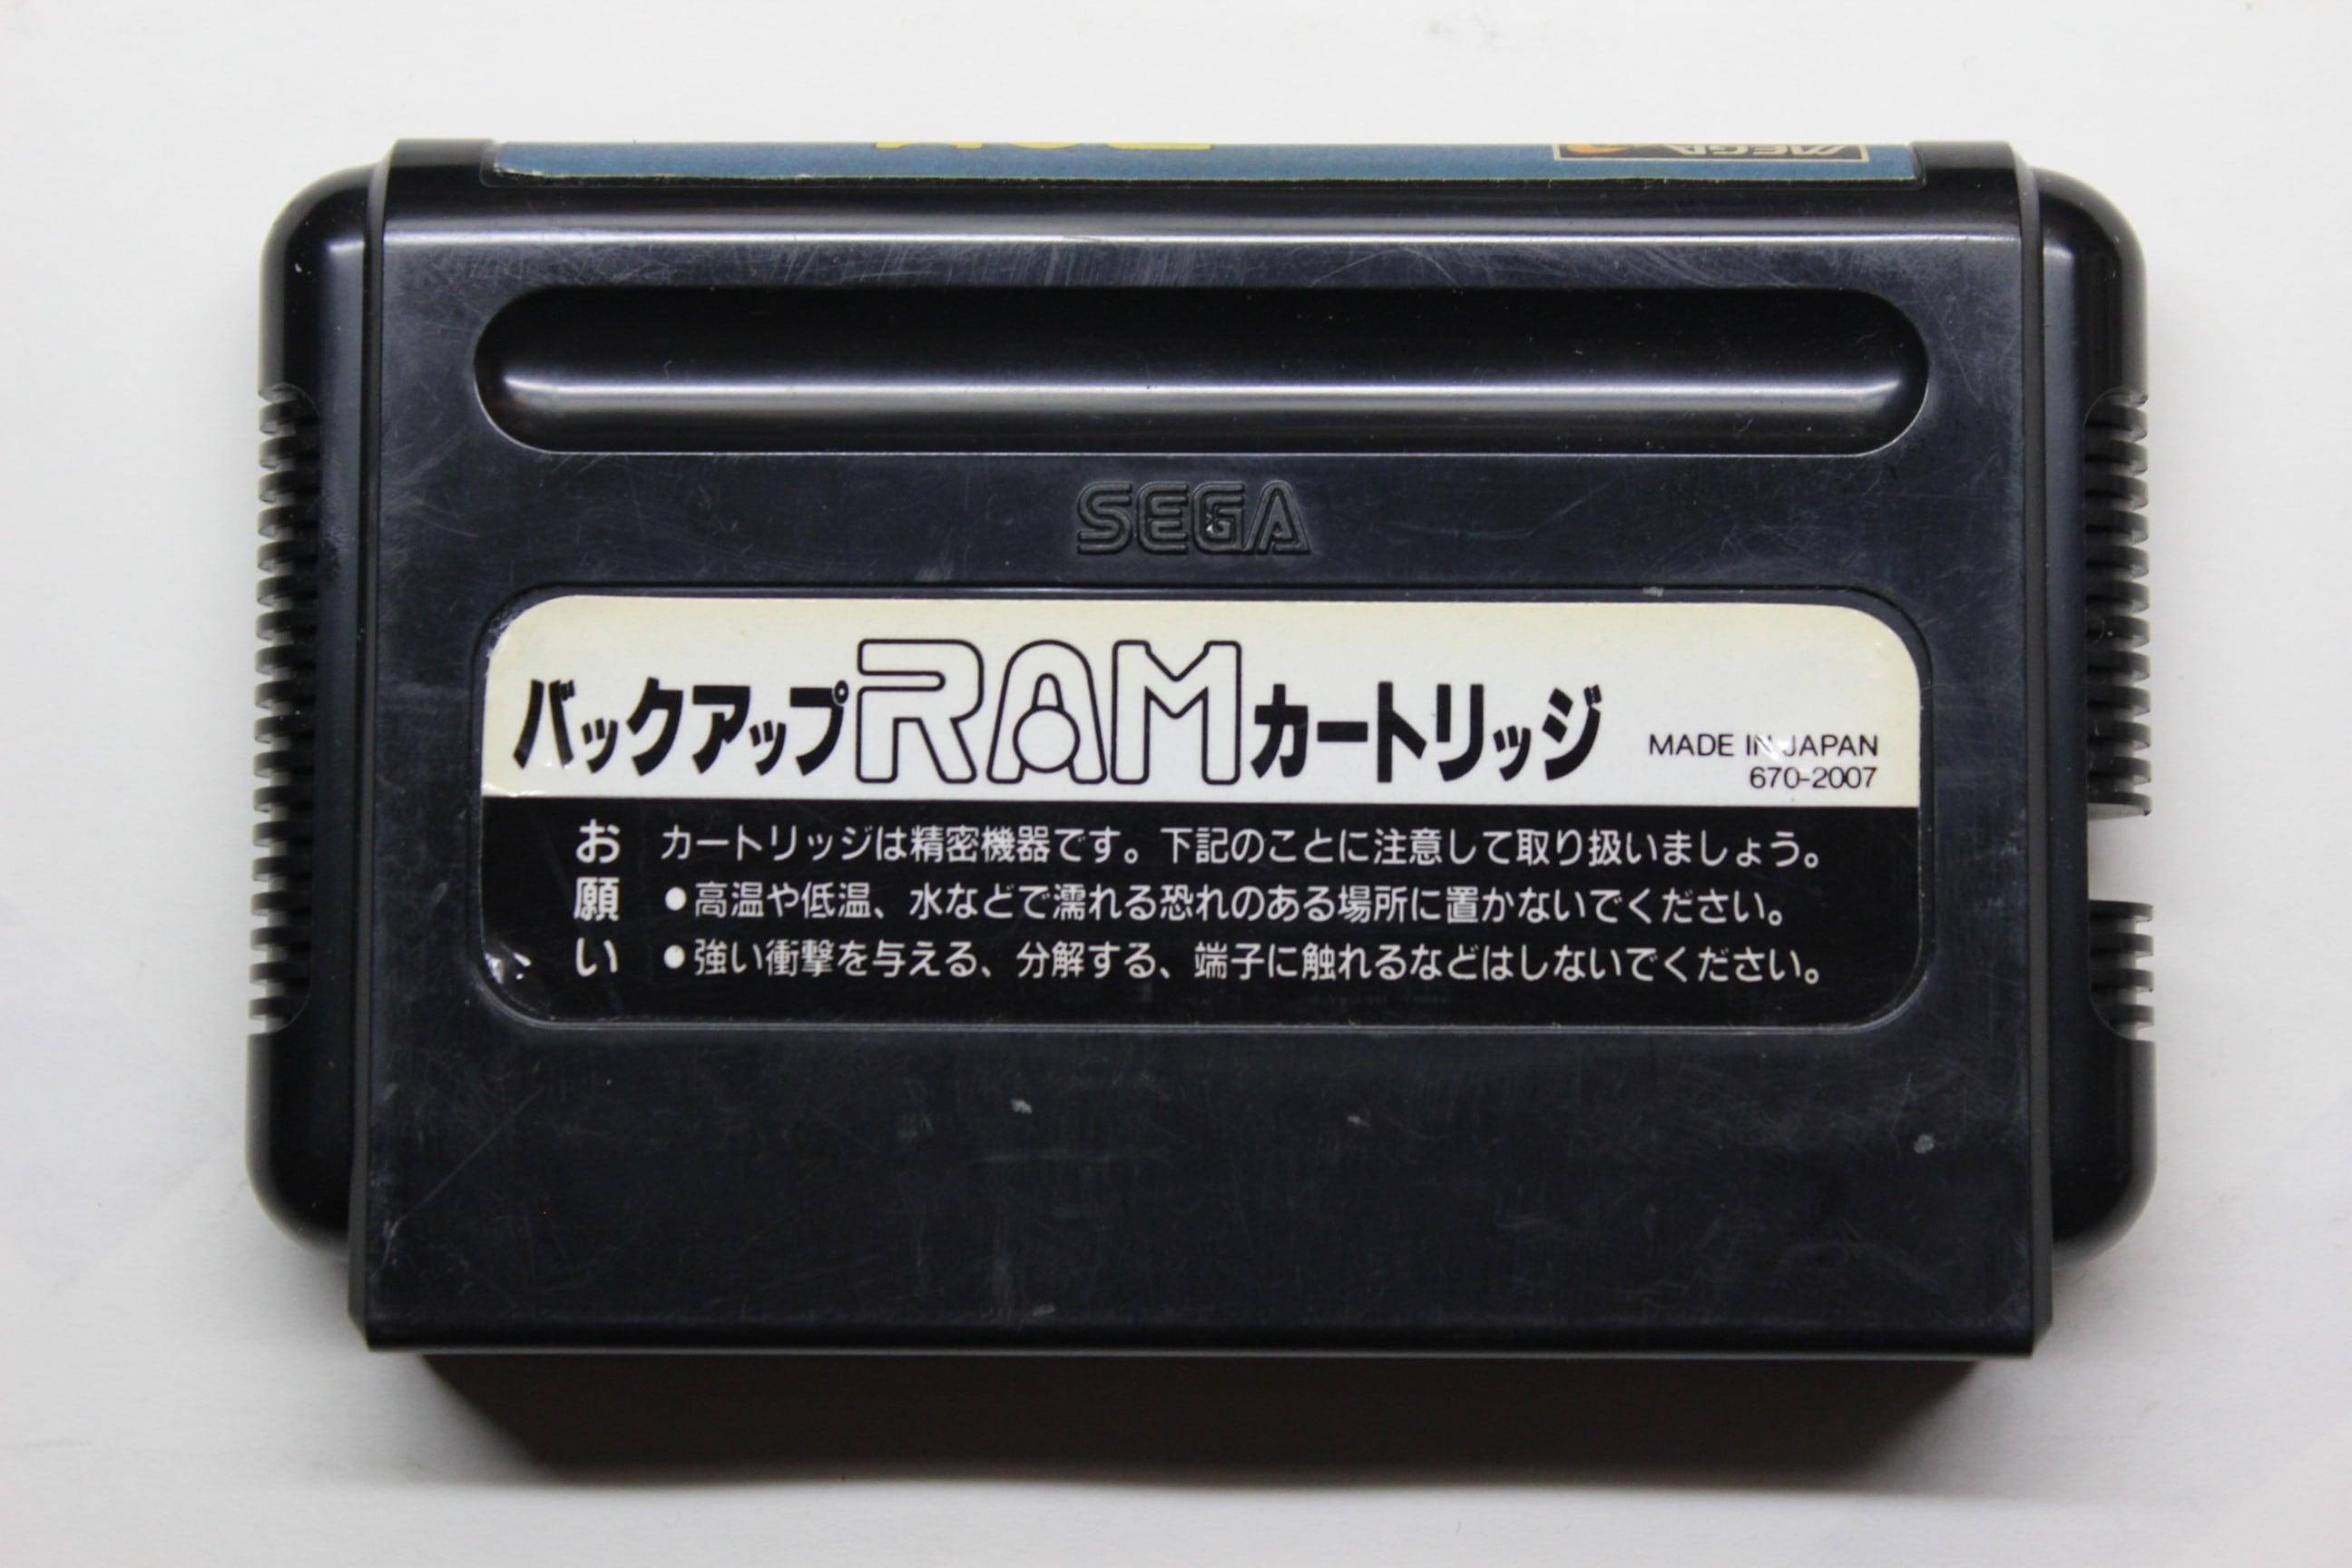 MEGA
SEGA
バックアップRAMカートリッジ
MADE IN JAPAN
670-2007
お願い
カートリッジは精密機器です。下記のことに注意して取り扱いましょう。
●高温や低温、水などで濡れる恐れのある場所に置かないでください。
●強い衝撃を与える、分解する、端子に触れるなどはしないでください。